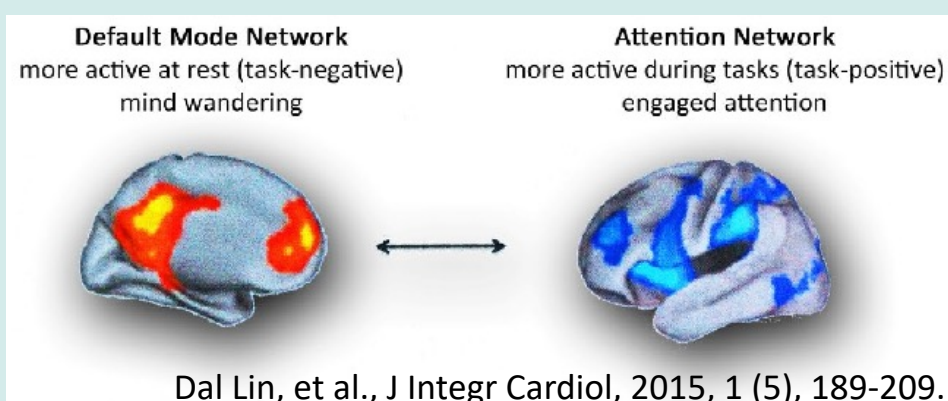 Default Mode Network
more active at rest (task-negative)
mind wandering
Attention Network
more active during tasks (task-positive)
engaged attention
Dal Lin, et al., J Integr Cardiol, 2015, 1 (5), 189-209.